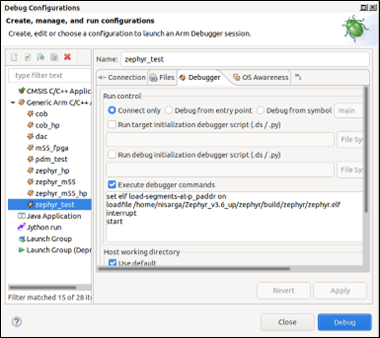 Debug Configurations
Create, manage, and run configurations
Create, edit or choose a configuration to launch an Arm Debugger session.
type filter text
CMSIS C/C++ Applic
Generic Arm C/C++ A
cob
cob_hp
dac
m55_fpga
pdm_test
zephyr_hp
zephyr_m55
zephyr_m55_hp
zephyr_test
Java Application
Jython run
Launch Group
Launch Group (Depr
Filter matched 15 of 28 ite
Name: zephyr_test
Connection
Files
Debugger
OS Awareness
Run control
Connect only
Debug from entry point
Debug from symbol
main
Run target initialization debugger script (.ds / .py)
File Sy
Run debug initialization debugger script (.ds / .py)
File Sy
Execute debugger commands
set elf load-segments-at-p_paddr on
loadfile /home/nisarga/Zephyr_v3.6_up/zephyr/build/zephyr/zephyr.elf
interrupt
start
Host working directory
Use default
Revert
Apply
Close
Debug